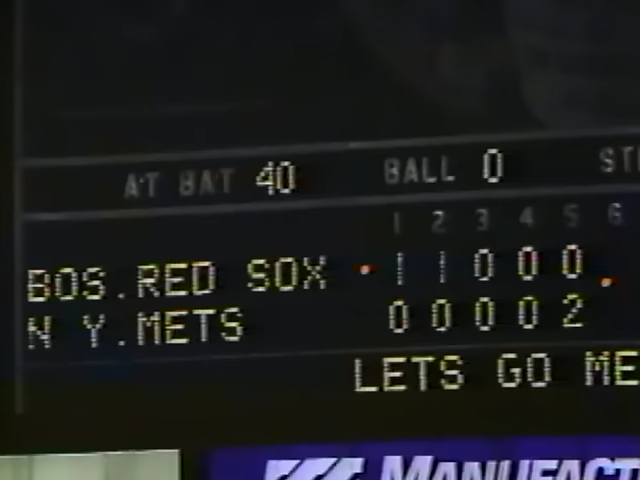 AT BAT 40 BALL 0
1 2 3 4 5 6
BOS.RED SOX 1 1 0 0 0
N Y.METS 0 0 0 0 2
LETS GO ME
MANUFACT